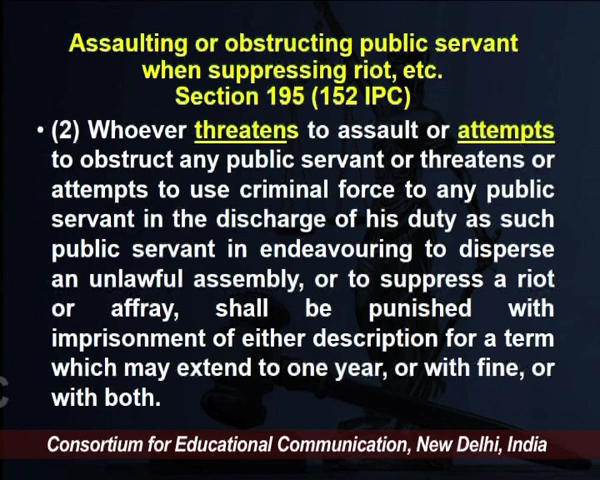 Assaulting or obstructing public servant
when suppressing riot, etc.
Section 195 (152 IPC)
• (2) Whoever threatens to assault or attempts
to obstruct any public servant or threatens or
attempts to use criminal force to any public
servant in the discharge of his duty as such
public servant in endeavouring to disperse
an unlawful assembly, or to suppress a riot
or affray, shall be punished with
imprisonment of either description for a term
which may extend to one year, or with fine, or
with both.
C
Consortium for Educational Communication, New Delhi, India